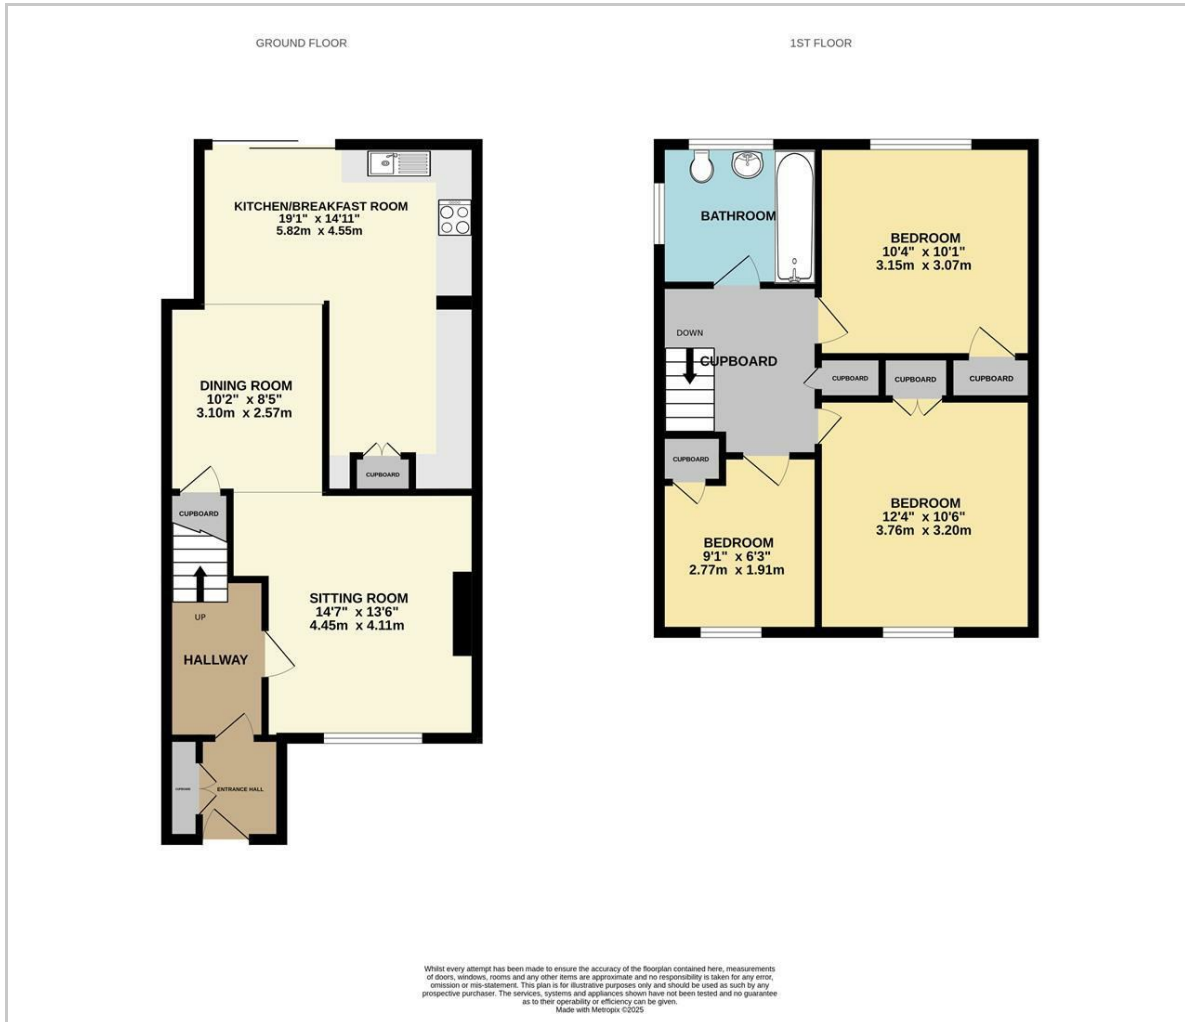 GROUND FLOOR
1ST FLOOR
KITCHEN/BREAKFAST ROOM
19'1" x 14'11"
5.82m x 4.55m
DINING ROOM
10'2" x 8'5"
3.10m x 2.57m
CUPBOARD
CUPBOARD
UP
HALLWAY
SITTING ROOM
14'7" x 13'6"
4.45m x 4.11m
CUPBOARD
ENTRANCE HALL
BATHROOM
BEDROOM
10'4" x 10'1"
3.15m x 3.07m
DOWN
CUPBOARD
CUPBOARD
CUPBOARD
CUPBOARD
CUPBOARD
BEDROOM
9'1" x 6'3"
2.77m x 1.91m
BEDROOM
12'4" x 10'6"
3.76m x 3.20m
Whilst every attempt has been made to ensure the accuracy of the floorplan contained here, measurements
of doors, windows, rooms and any other items are approximate and no responsibility is taken for any error,
omission or mis-statement. This plan is for illustrative purposes only and should be used as such by any
prospective purchaser. The services, systems and appliances shown have not been tested and no guarantee
as to their operability or efficiency can be given.
Made with Metropix ©2025